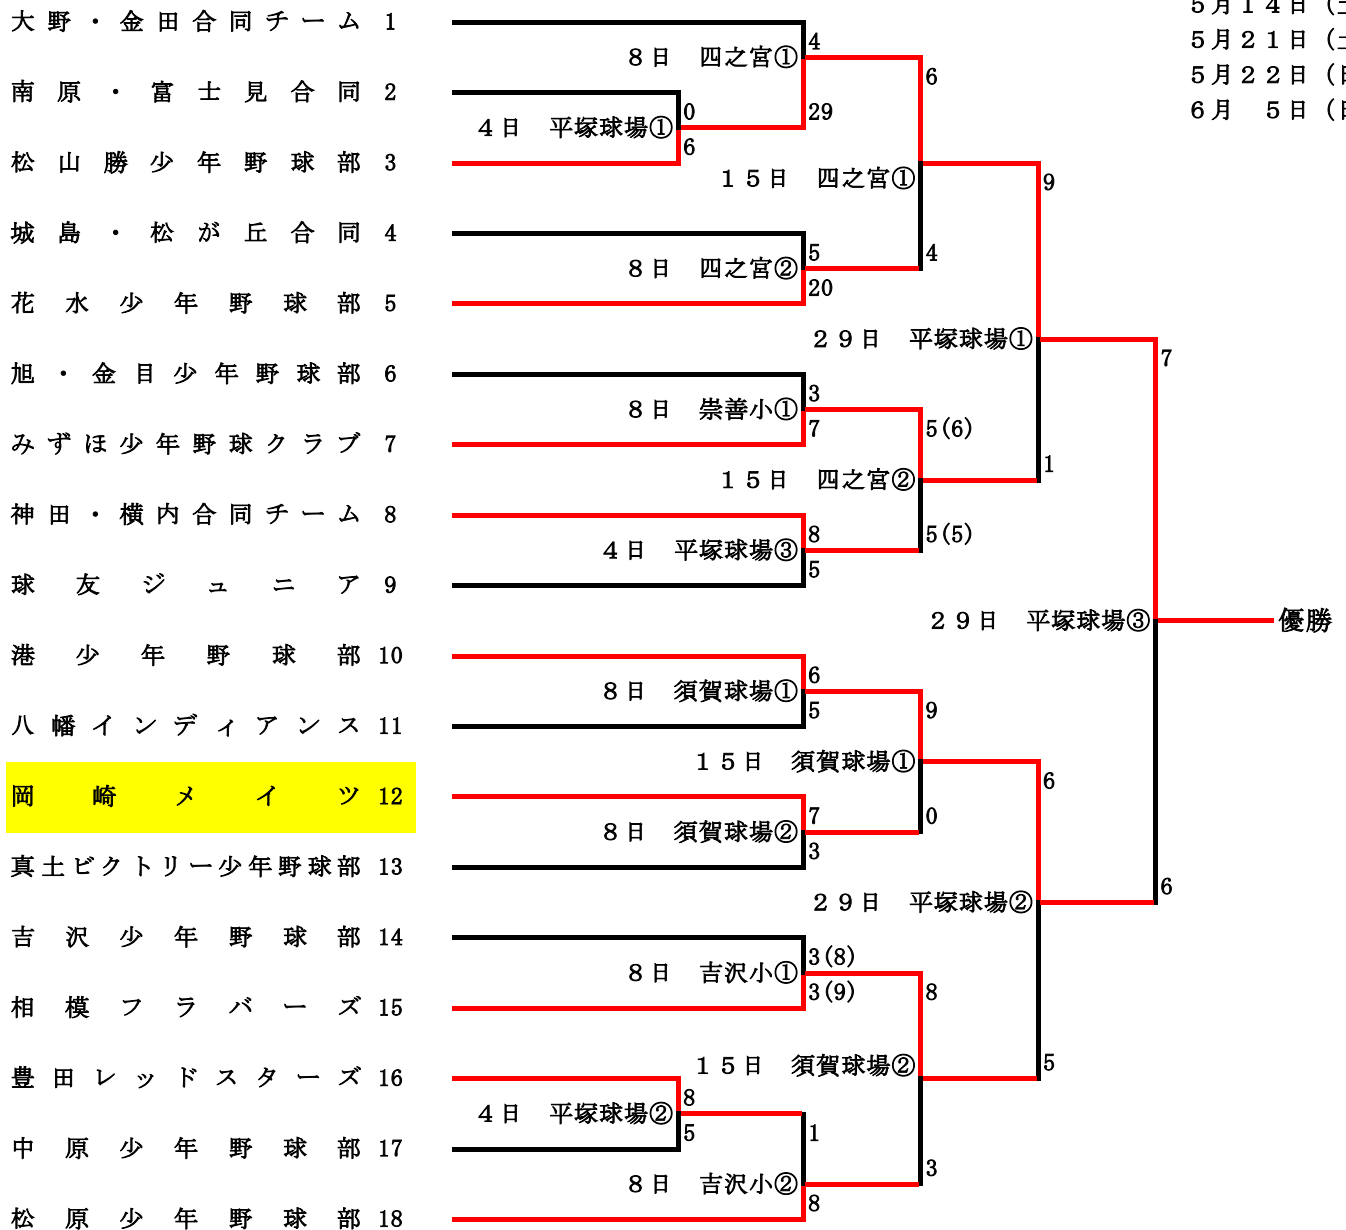 5月14日（土
大野・金田合同チーム 1
4
5月21日（土
8日 四之宮①
6
5月22日（日
南原・富士見合同 2
0
29
6月 5日（日
4日 平塚球場①
6
松山勝少年野球部 3
15日 四之宮①
9
城島・松が丘合同 4
5
4
8日 四之宮②
20
花水少年野球部 5
29日 平塚球場①
7
旭・金目少年野球部 6
3
8日 崇善小①
7
5(6)
みずほ少年野球クラブ 7
1
15日 四之宮②
神田・横内合同チーム 8
8
5(5)
4日 平塚球場③
5
球友ジュニア 9
29日 平塚球場③
優勝
港少年野球部 10
6
8日 須賀球場①
5
9
八幡インディアンス 11
15日 須賀球場①
6
岡崎メイツ 12
7
0
8日 須賀球場②
3
真土ビクトリー少年野球部 13
6
29日 平塚球場②
吉沢少年野球部 14
3(8)
8日 吉沢小①
3(9)
8
相模フラバーズ 15
15日 須賀球場②
5
豊田レッドスターズ 16
8
4日 平塚球場②
5
1
中原少年野球部 17
3
8日 吉沢小②
8
松原少年野球部 18